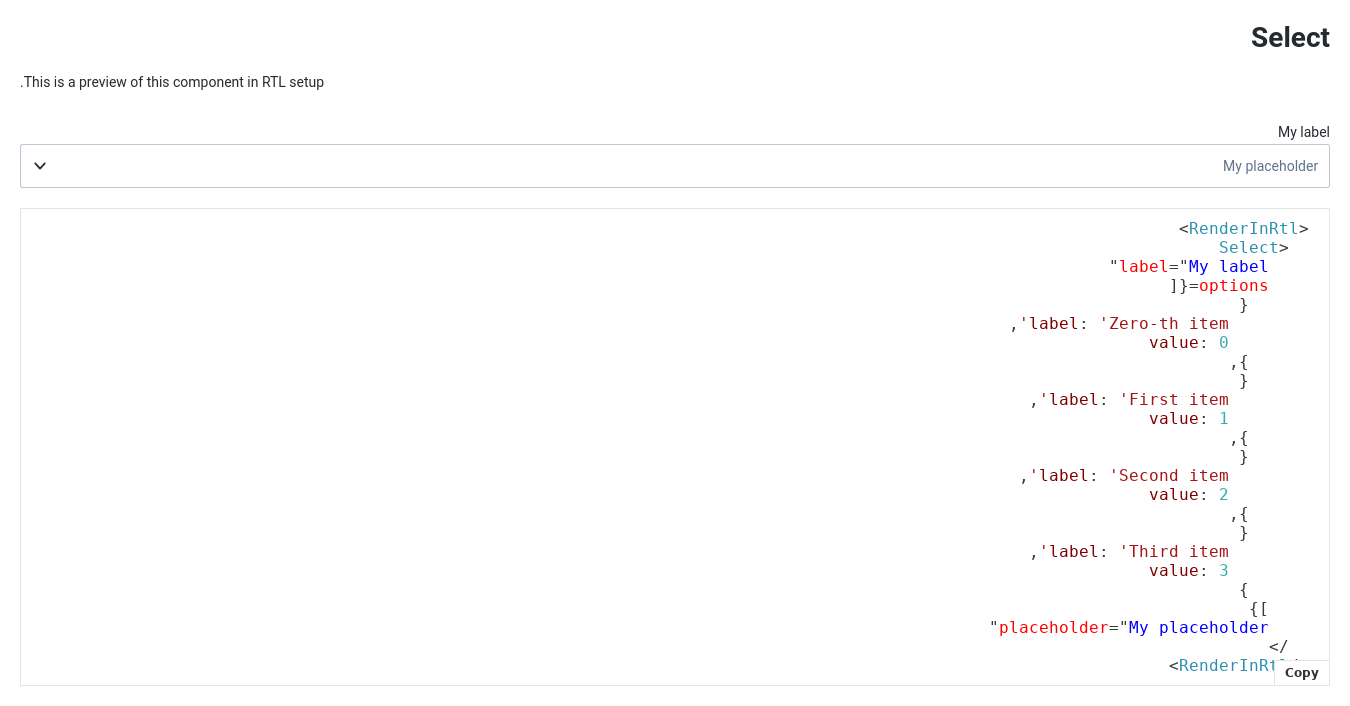 Select
.This is a preview of this component in RTL setup
My label
My placeholder
<RenderInRtl>
Select>
"label="My label
]}=options
}
,'label: 'Zero-th item
value: 0
,{
}
,'label: 'First item
value: 1
,{
}
,'label: 'Second item
value: 2
,{
}
,'label: 'Third item
value: 3
{
{[
"placeholder="My placeholder
</
<RenderInRtl/
Copy